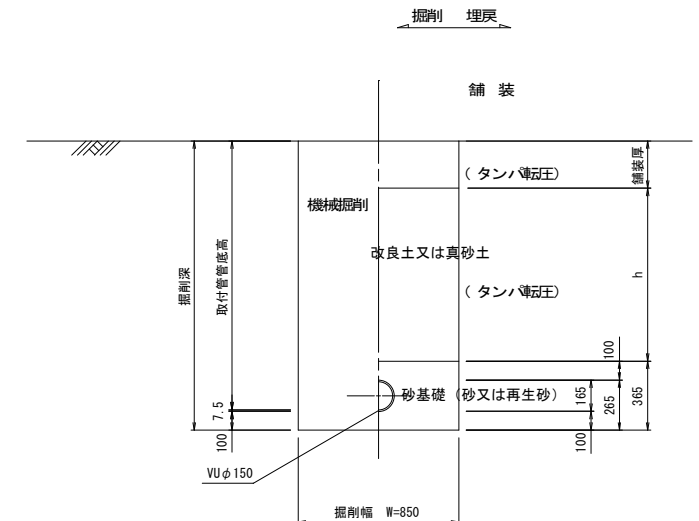 掘削 埋戻
舗 装
(タンパ転圧)
舗装厚
機械掘削
改良土又は真砂土
掘削深
取付管管底高
h
(タンパ転圧)
100
砂基礎(砂又は再生砂)
165
265
365
7.5
100
100
VUφ150
掘削幅 W=850